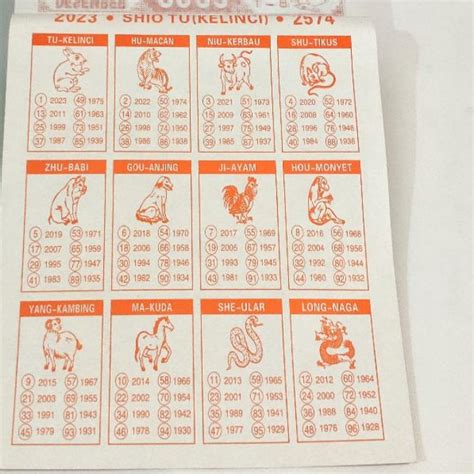 2023 • SHIO TU(KELINCI) • 2574
TU-KELINCI
1 2023 49 1975
13 2011 61 1963
25 1999 73 1951
37 1987 85 1939
HU-MACAN
2 2022 50 1974
14 2010 62 1962
26 1998 74 1950
38 1986 86 1938
NIU-KERBAU
3 2021 51 1973
15 2009 63 1961
27 1997 75 1949
39 1985 87 1937
SHU-TIKUS
4 2020 52 1972
16 2008 64 1960
28 1996 76 1948
40 1984 88 1936
ZHU-BABI
5 2019 53 1971
17 2007 65 1959
29 1995 77 1947
41 1983 89 1935
GOU-ANJING
6 2018 54 1970
18 2006 66 1958
30 1994 78 1946
42 1982 90 1934
JI-AYAM
7 2017 55 1969
19 2005 67 1957
31 1993 79 1945
43 1981 91 1933
HOU-MONYET
8 2016 56 1968
20 2004 68 1956
32 1992 80 1944
44 1980 92 1932
YANG-KAMBING
9 2015 57 1967
21 2003 69 1955
33 1991 81 1943
45 1979 93 1931
MA-KUDA
10 2014 58 1966
22 2002 70 1954
34 1990 82 1942
46 1978 94 1930
SHE-ULAR
11 2013 59 1965
23 2001 71 1953
35 1989 83 1941
47 1977 95 1929
LONG-NAGA
12 2012 60 1964
24 2000 72 1952
36 1988 84 1940
48 1976 96 1928